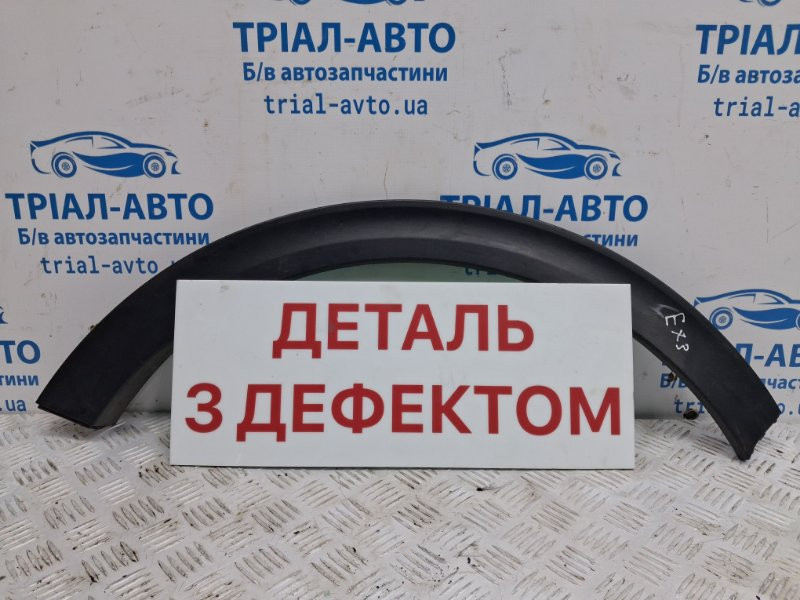 ТРІАЛ-АВТО
Б/в автозапчастини
trial-avto.ua
ТРІАЛ
Б/в автозапчастини
trial-avto.ua
ТРІАЛ-АВТО
Б/в автозапчастини
trial-avto.ua
ТРІАЛ-АВТО
Б/в
ДЕТАЛЬ
З ДЕФЕКТОМ
EX3